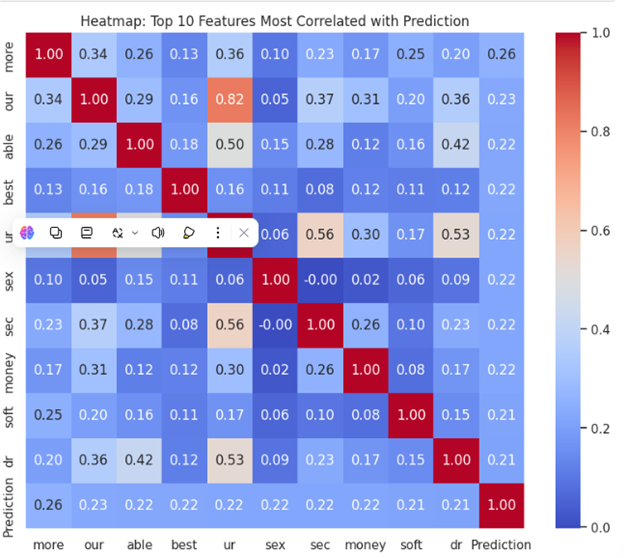 Heatmap: Top 10 Features Most Correlated with Prediction
more 1.00 0.34 0.26 0.13 0.36 0.10 0.23 0.17 0.25 0.20 0.26
our 0.34 1.00 0.29 0.16 0.82 0.05 0.37 0.31 0.20 0.36 0.23
able 0.26 0.29 1.00 0.18 0.50 0.15 0.28 0.12 0.16 0.42 0.22
best 0.13 0.16 0.18 1.00 0.16 0.11 0.08 0.12 0.11 0.12 0.22
ur 0.06 0.56 0.30 0.17 0.53 0.22
sex 0.10 0.05 0.15 0.11 0.06 1.00 -0.00 0.02 0.06 0.09 0.22
sec 0.23 0.37 0.28 0.08 0.56 -0.00 1.00 0.26 0.10 0.23 0.22
money 0.17 0.31 0.12 0.12 0.30 0.02 0.26 1.00 0.08 0.17 0.22
soft 0.25 0.20 0.16 0.11 0.17 0.06 0.10 0.08 1.00 0.15 0.21
dr 0.20 0.36 0.42 0.12 0.53 0.09 0.23 0.17 0.15 1.00 0.21
Prediction 0.26 0.23 0.22 0.22 0.22 0.22 0.22 0.22 0.21 0.21 1.00
more our able best ur sex sec money soft dr Prediction
1.0
0.8
0.6
0.4
0.2
0.0